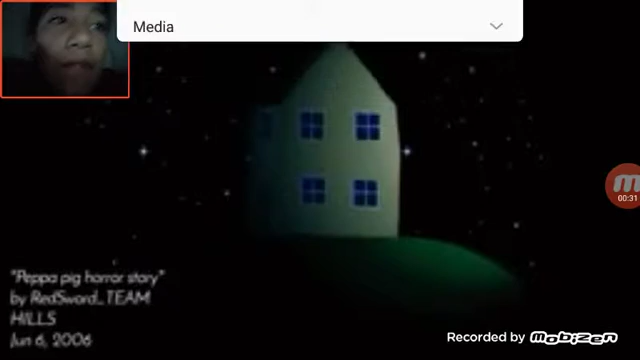 Media
00:31
"Peppa pig horror story"
by RedSword_TEAM
HILLS
Jun 6, 2006
Recorded by mobizen